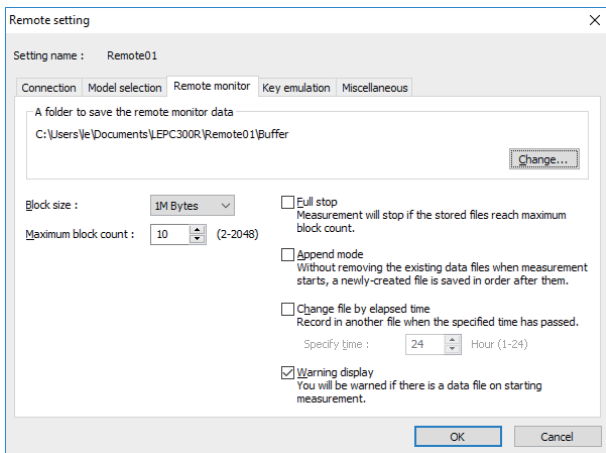 Remote setting
Setting name : Remote01
Connection Model selection Remote monitor Key emulation Miscellaneous
A folder to save the remote monitor data
C:\Users\le\Documents\LEPC300R\Remote01\Buffer
Change...
Block size : 1M Bytes
Maximum block count : 10 (2-2048)
Full stop
Measurement will stop if the stored files reach maximum
block count.
Append mode
Without removing the existing data files when measurement
starts, a newly-created file is saved in order after them.
Change file by elapsed time
Record in another file when the specified time has passed.
Specify time : 24 Hour (1-24)
Warning display
You will be warned if there is a data file on starting
measurement.
OK Cancel